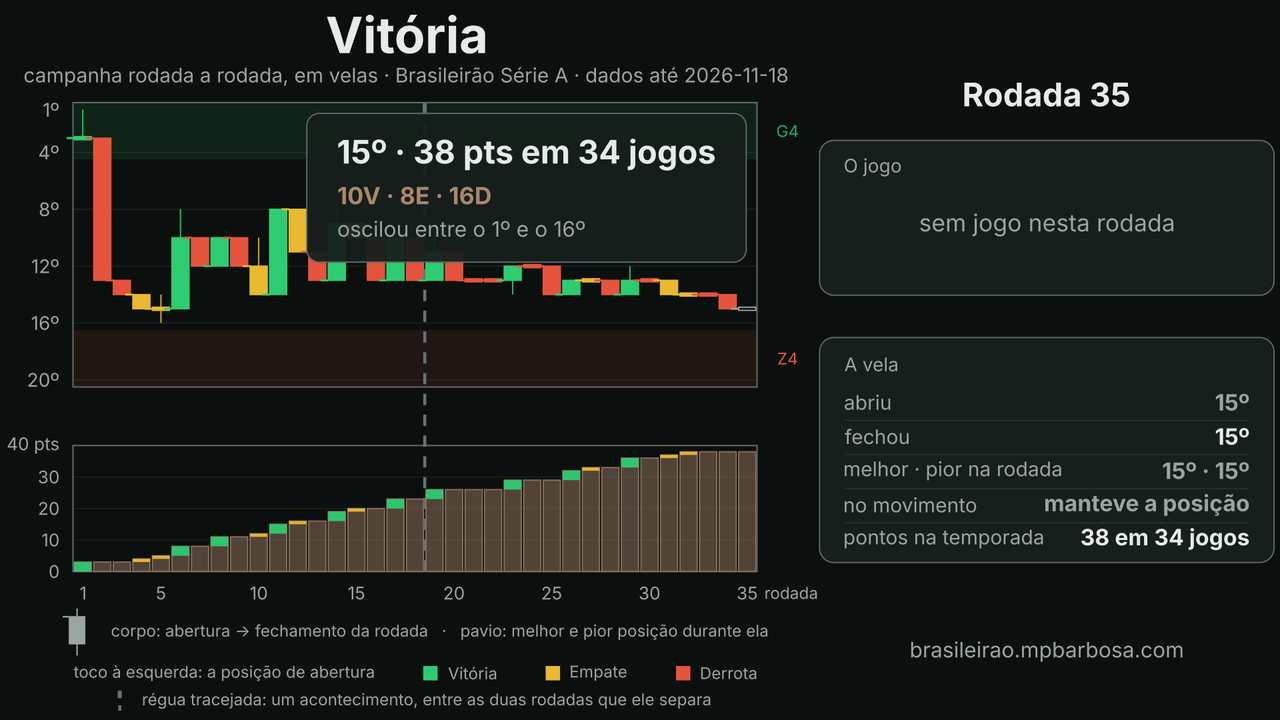 Vitória
campanha rodada a rodada, em velas · Brasileirão Série A · dados até 2026-11-18
1º
4º
8º
12º
16º
20º
G4
Z4
15º · 38 pts em 34 jogos
10V · 8E · 16D
oscilou entre o 1º e o 16º
40 pts
30
20
10
0
1 5 10 15 20 25 30 35 rodada
corpo: abertura → fechamento da rodada · pavio: melhor e pior posição durante ela
toco à esquerda: a posição de abertura Vitória Empate Derrota
régua tracejada: um acontecimento, entre as duas rodadas que ele separa
Rodada 35
O jogo
sem jogo nesta rodada
A vela
abriu 15º
fechou 15º
melhor · pior na rodada 15º · 15º
no movimento manteve a posição
pontos na temporada 38 em 34 jogos
brasileirao.mpbarbosa.com